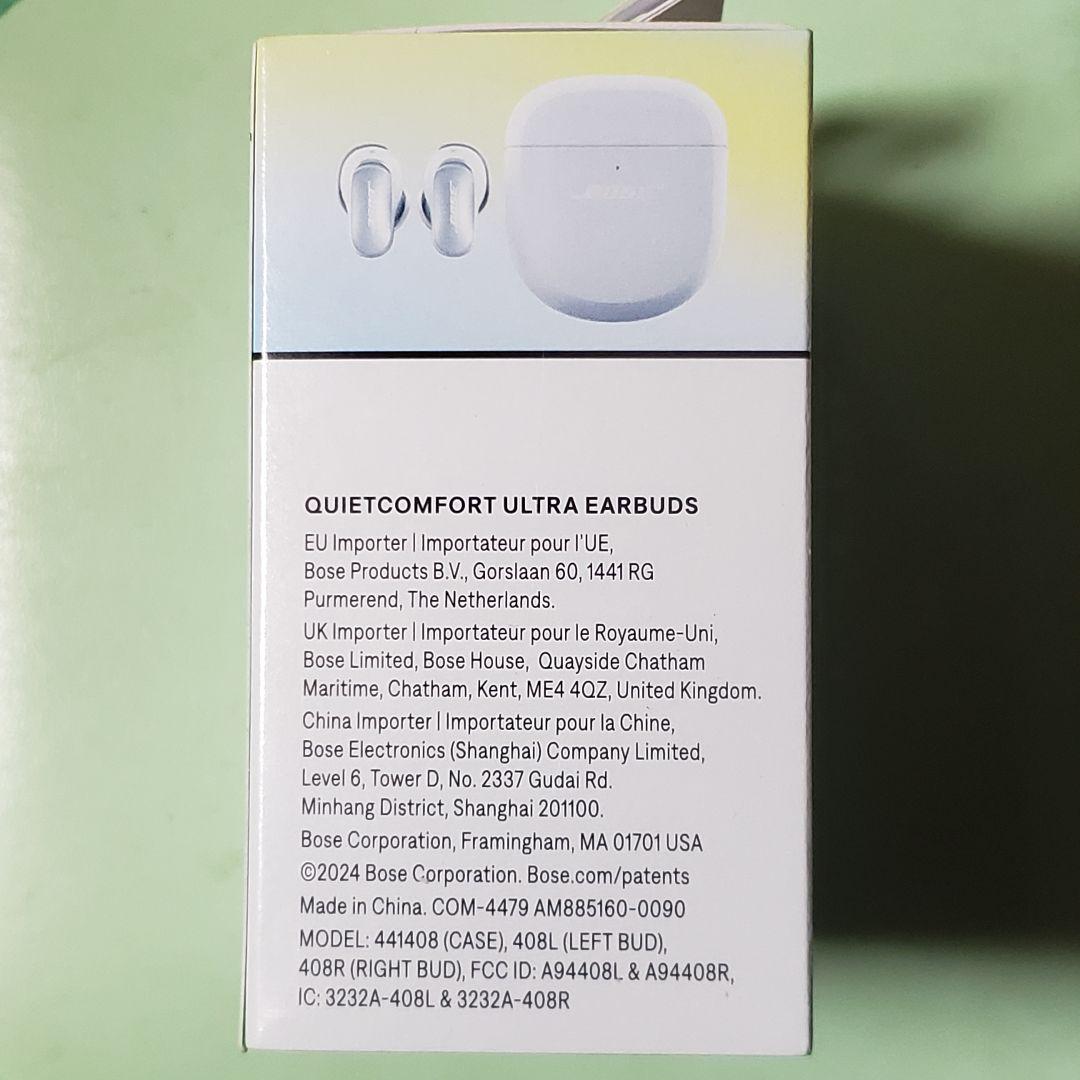 BOSE
QUIETCOMFORT ULTRA EARBUDS
EU Importer | Importateur pour l'UE,
Bose Products B.V., Gorslaan 60, 1441 RG
Purmerend, The Netherlands.
UK Importer | Importateur pour le Royaume-Uni,
Bose Limited, Bose House, Quayside Chatham
Maritime, Chatham, Kent, ME4 4QZ, United Kingdom.
China Importer | Importateur pour la Chine,
Bose Electronics (Shanghai) Company Limited,
Level 6, Tower D, No. 2337 Gudai Rd.
Minhang District, Shanghai 201100.
Bose Corporation, Framingham, MA 01701 USA
©2024 Bose Corporation. Bose.com/patents
Made in China. COM-4479 AM885160-0090
MODEL: 441408 (CASE), 408L (LEFT BUD),
408R (RIGHT BUD), FCC ID: A94408L & A94408R,
IC: 3232A-408L & 3232A-408R